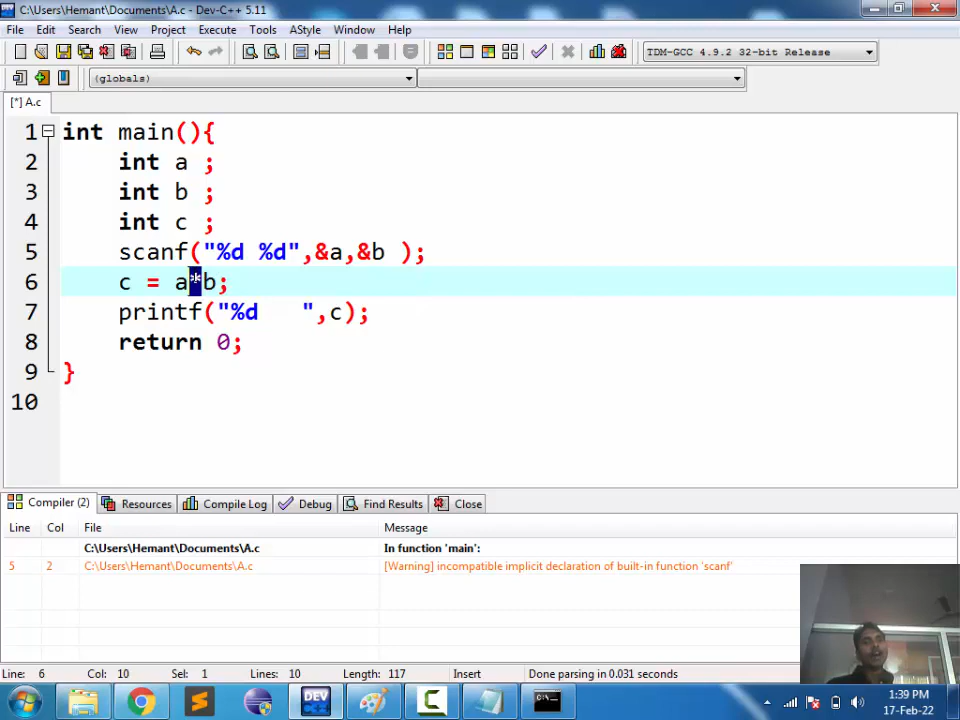 C:\Users\Hemant\Documents\A.c - Dev-C++ 5.11
File Edit Search View Project Execute Tools AStyle Window Help
TDM-GCC 4.9.2 32-bit Release
(globals)
[*] A.c
1 int main(){
2 int a ;
3 int b ;
4 int c ;
5 scanf("%d %d",&a,&b );
6 c = a*b;
7 printf("%d   ",c);
8 return 0;
9 }
10
Compiler (2) Resources Compile Log Debug Find Results Close
Line Col File Message
C:\Users\Hemant\Documents\A.c In function 'main':
5 2 C:\Users\Hemant\Documents\A.c [Warning] incompatible implicit declaration of built-in function 'scanf'
Line: 6 Col: 10 Sel: 1 Lines: 10 Length: 117 Insert Done parsing in 0.031 seconds
DEV
C:\
1:39 PM
17-Feb-22